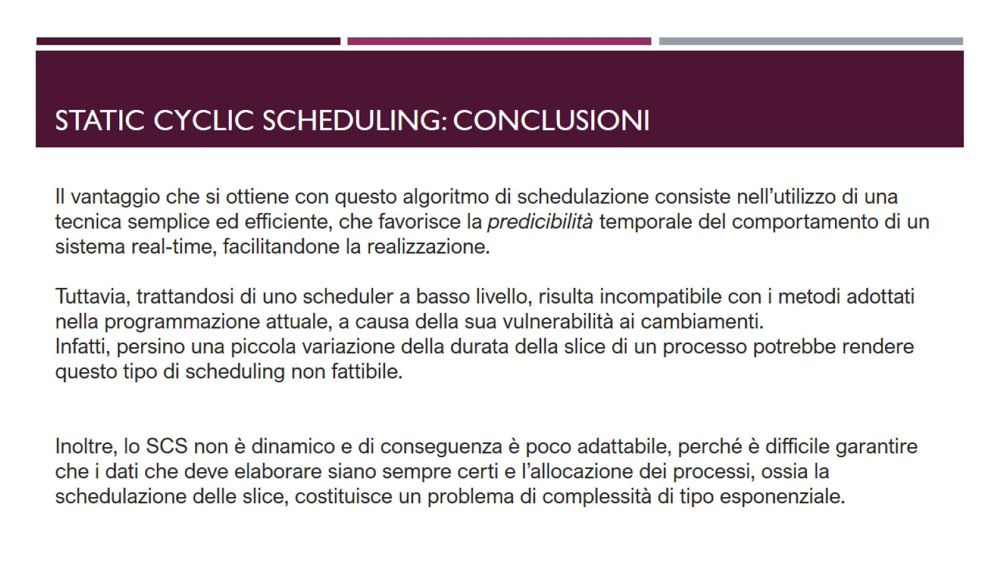 STATIC CYCLIC SCHEDULING: CONCLUSIONI
Il vantaggio che si ottiene con questo algoritmo di schedulazione consiste nell’utilizzo di una
tecnica semplice ed efficiente, che favorisce la predicibilità temporale del comportamento di un
sistema real-time, facilitandone la realizzazione.
Tuttavia, trattandosi di uno scheduler a basso livello, risulta incompatibile con i metodi adottati
nella programmazione attuale, a causa della sua vulnerabilità ai cambiamenti.
Infatti, persino una piccola variazione della durata della slice di un processo potrebbe rendere
questo tipo di scheduling non fattibile.
Inoltre, lo SCS non è dinamico e di conseguenza è poco adattabile, perché è difficile garantire
che i dati che deve elaborare siano sempre certi e l’allocazione dei processi, ossia la
schedulazione delle slice, costituisce un problema di complessità di tipo esponenziale.